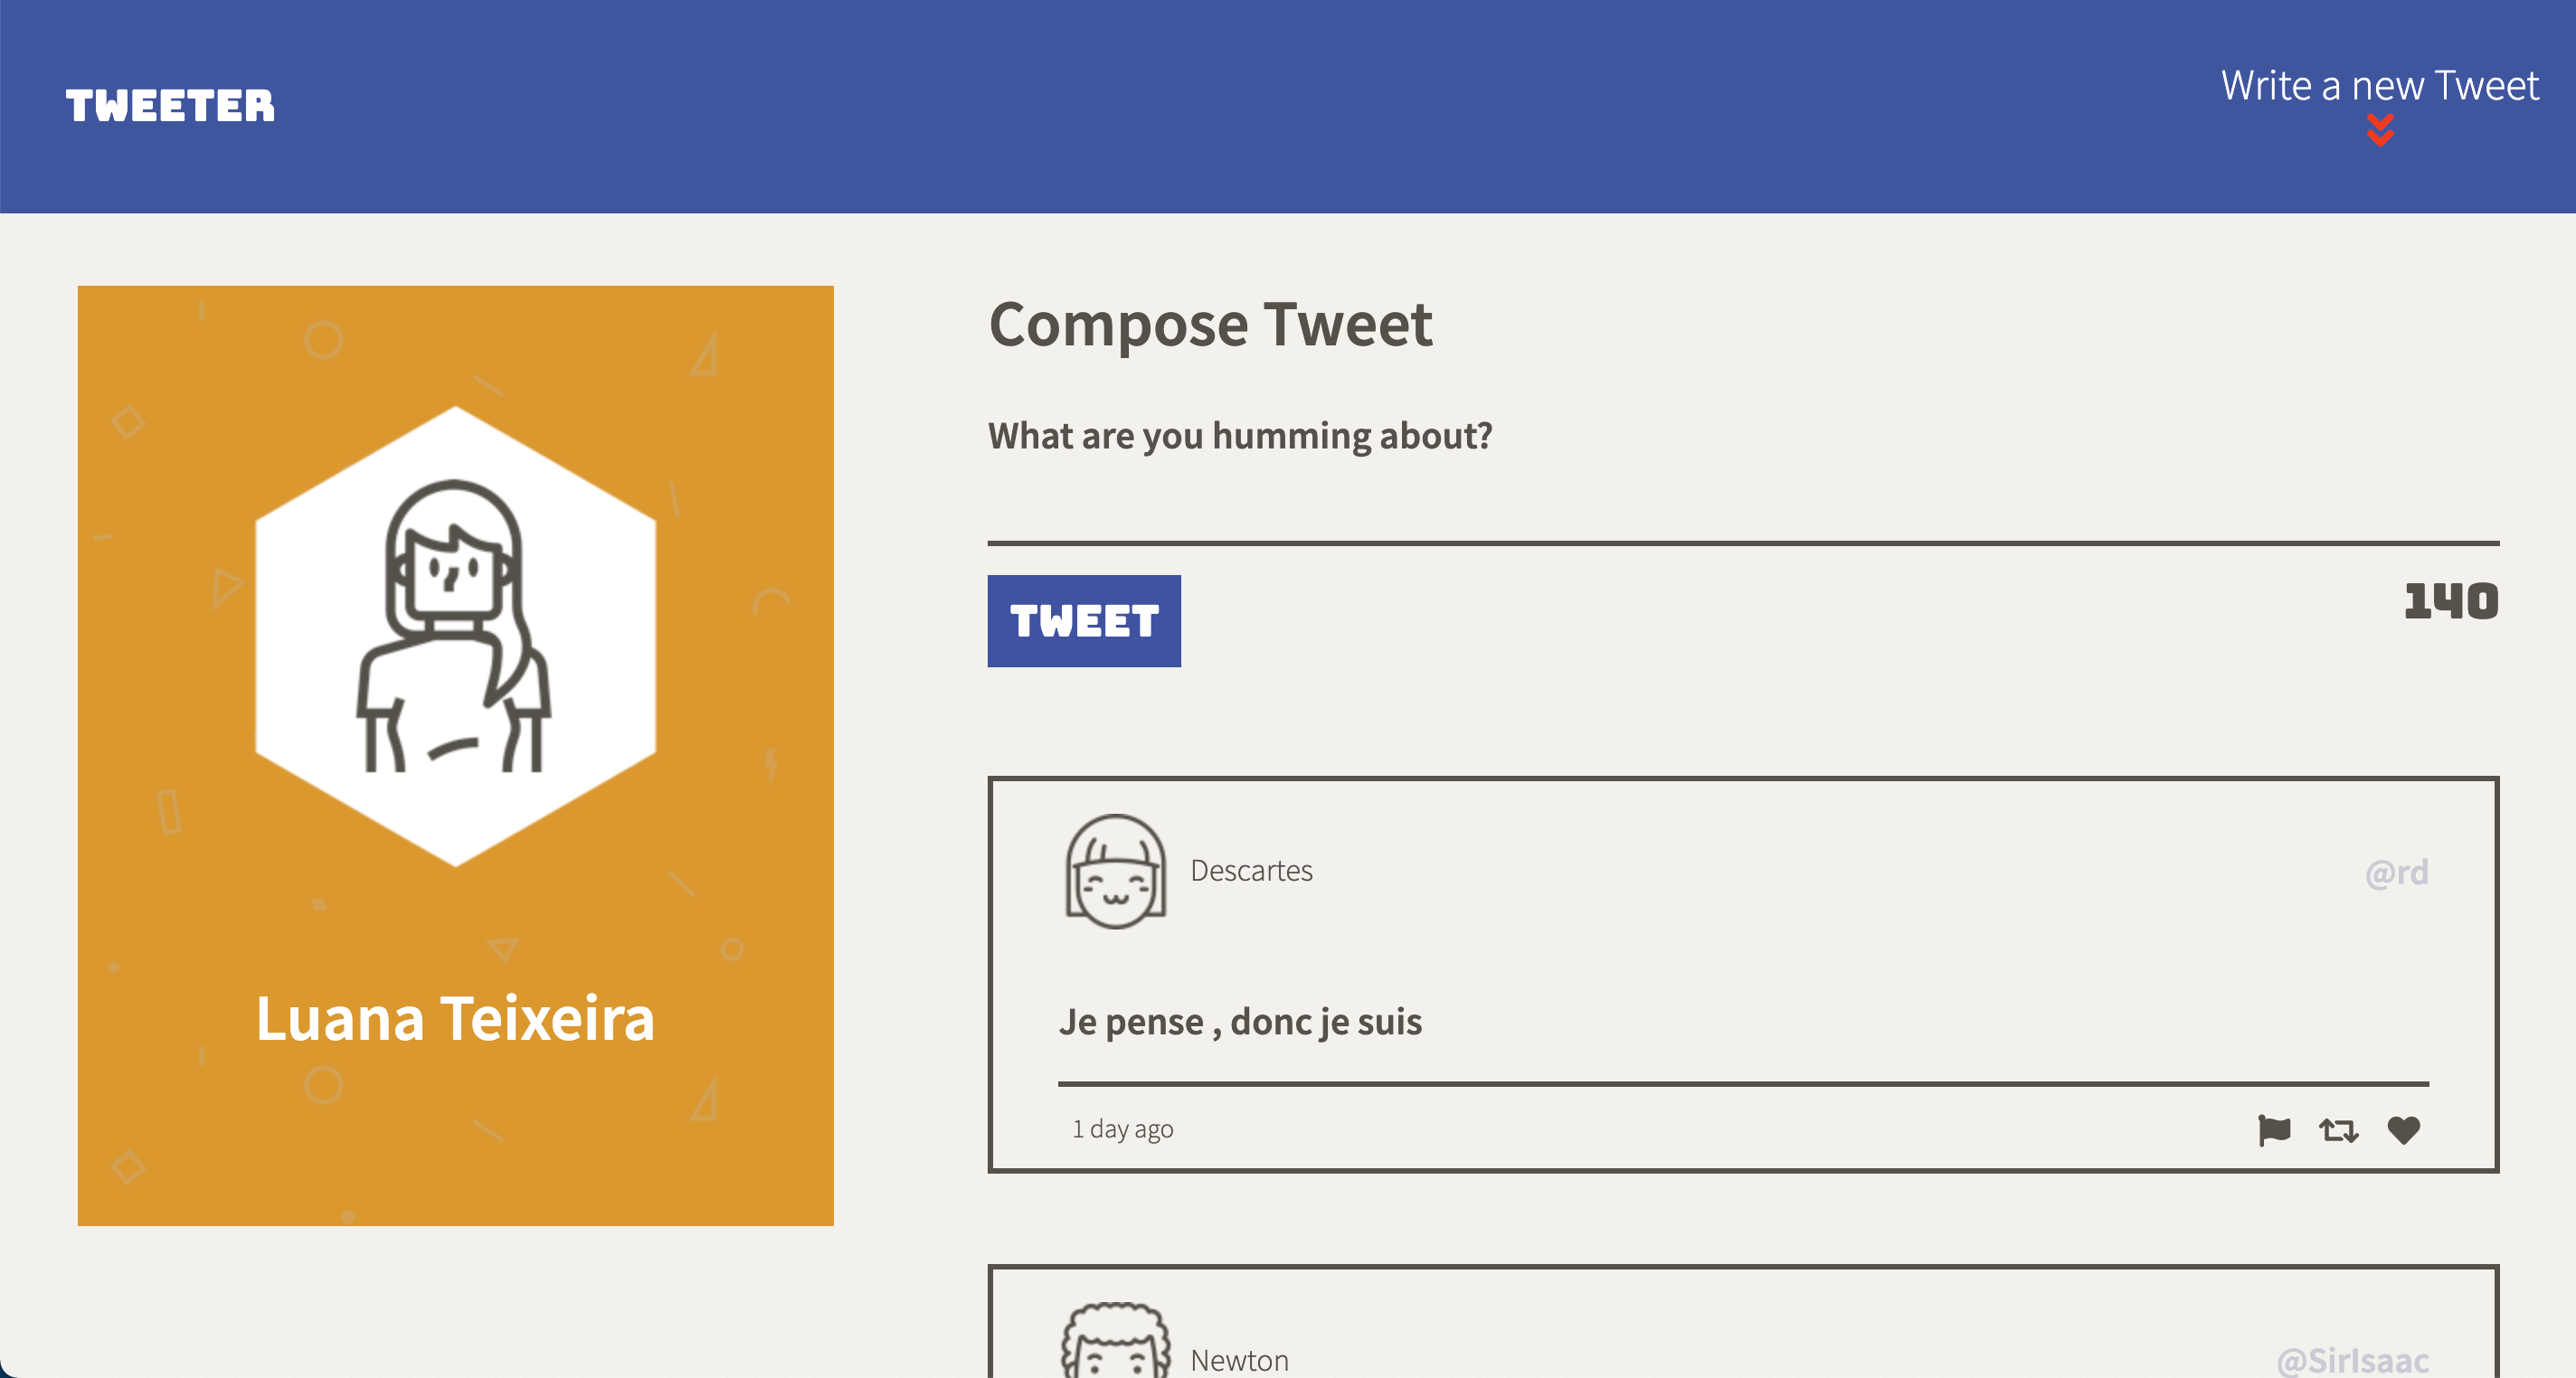 TWEETER
Write a new Tweet
Luana Teixeira
Compose Tweet
What are you humming about?
TWEET
140
Descartes
@rd
Je pense , donc je suis
1 day ago
Newton
@SirIsaac